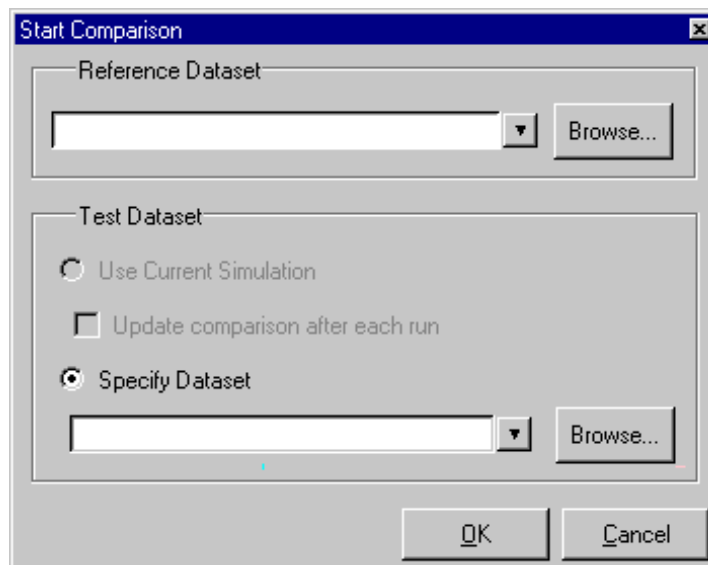 Start Comparison
Reference Dataset
Browse...
Test Dataset
Use Current Simulation
Update comparison after each run
Specify Dataset
Browse...
OK
Cancel